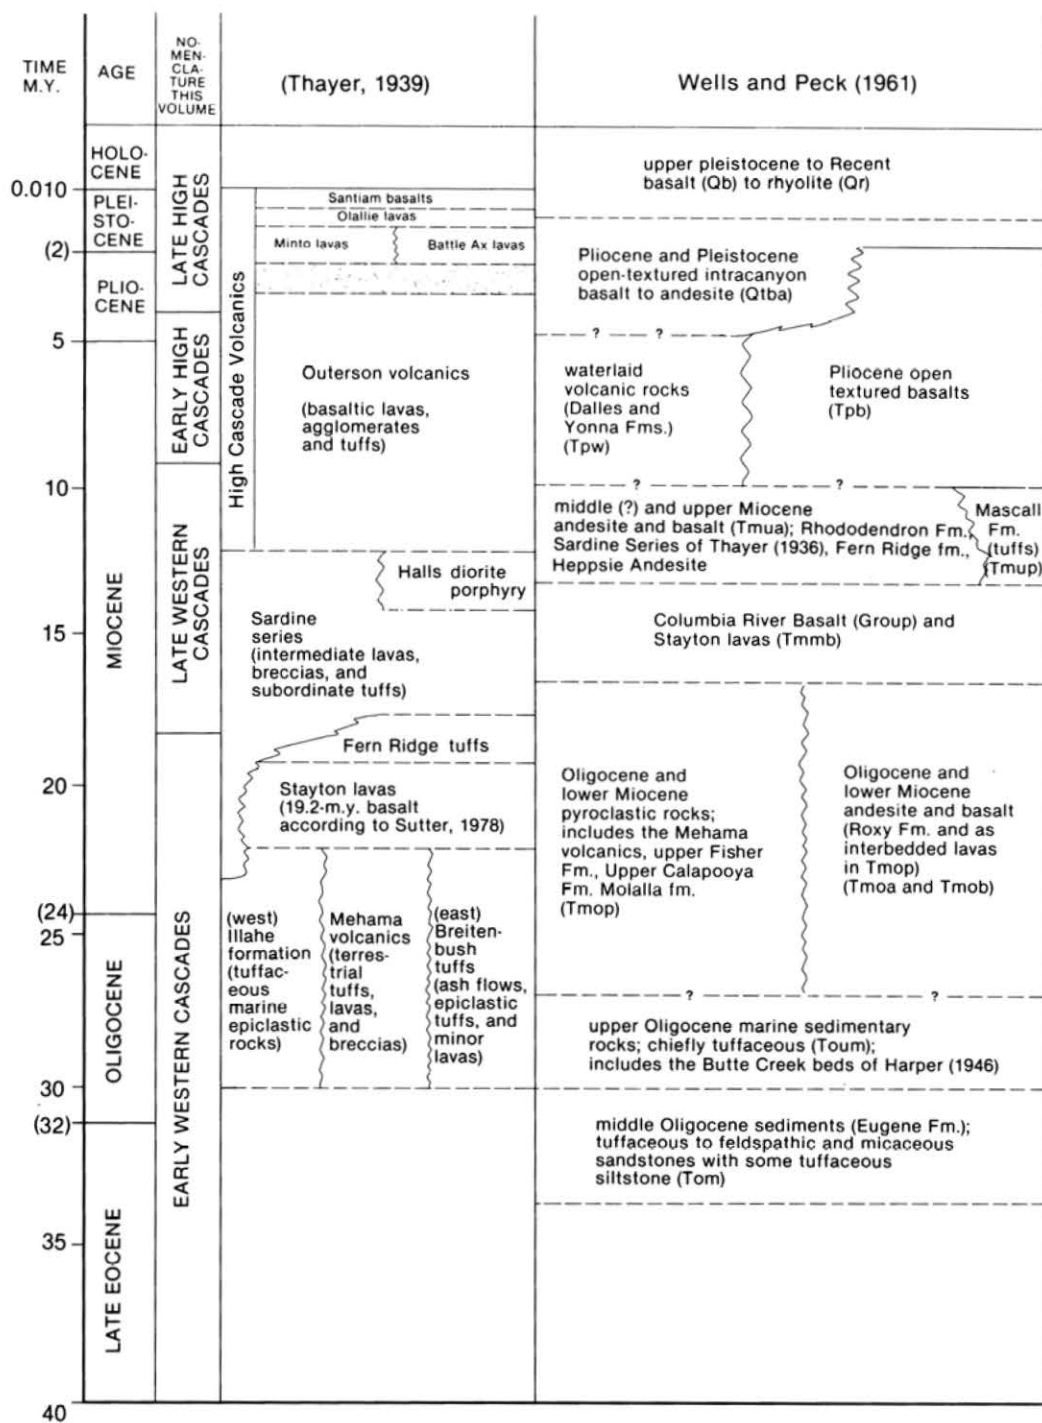 TIME
M.Y.
AGE
NO-
MEN-
CLA-
TURE
THIS
VOLUME
(Thayer, 1939)
Wells and Peck (1961)
0.010
(2)
5
10
15
20
(24)
25
30
(32)
35
40
HOLO-
CENE
PLEI-
STO-
CENE
PLIO-
CENE
MIOCENE
OLIGOCENE
LATE EOCENE
LATE HIGH
CASCADES
EARLY HIGH
CASCADES
LATE WESTERN
CASCADES
EARLY WESTERN CASCADES
High Cascade Volcanics
Santiam basalts
Olallie lavas
Minto lavas
Battle Ax lavas
Outerson volcanics
(basaltic lavas,
agglomerates
and tuffs)
Halls diorite
porphyry
Sardine
series
(intermediate lavas,
breccias, and
subordinate tuffs)
Fern Ridge tuffs
Stayton lavas
(19.2-m.y. basalt
according to Sutter, 1978)
(west)
Illahe
formation
(tuffac-
eous
marine
epiclastic
rocks)
Mehama
volcanics
(terres-
trial
tuffs,
lavas,
and
breccias)
(east)
Breiten-
bush
tuffs
(ash flows,
epiclastic
tuffs, and
minor
lavas)
upper pleistocene to Recent
basalt (Qb) to rhyolite (Qr)
Pliocene and Pleistocene
open-textured intracanyon
basalt to andesite (Qtba)
? ?
waterlaid
volcanic rocks
(Dalles and
Yonna Fms.)
(Tpw)
Pliocene open
textured basalts
(Tpb)
? ?
middle (?) and upper Miocene
andesite and basalt (Tmua); Rhododendron Fm.,
Sardine Series of Thayer (1936), Fern Ridge fm.,
Heppsie Andesite
Mascall
Fm.
(tuffs)
(Tmup)
Columbia River Basalt (Group) and
Stayton lavas (Tmmb)
Oligocene and
lower Miocene
pyroclastic rocks;
includes the Mehama
volcanics, upper Fisher
Fm., Upper Calapooya
Fm. Molalla fm.
(Tmop)
Oligocene and
lower Miocene
andesite and basalt
(Roxy Fm. and as
interbedded lavas
in Tmop)
(Tmoa and Tmob)
? ?
upper Oligocene marine sedimentary
rocks; chiefly tuffaceous (Toum);
includes the Butte Creek beds of Harper (1946)
middle Oligocene sediments (Eugene Fm.);
tuffaceous to feldspathic and micaceous
sandstones with some tuffaceous
siltstone (Tom)